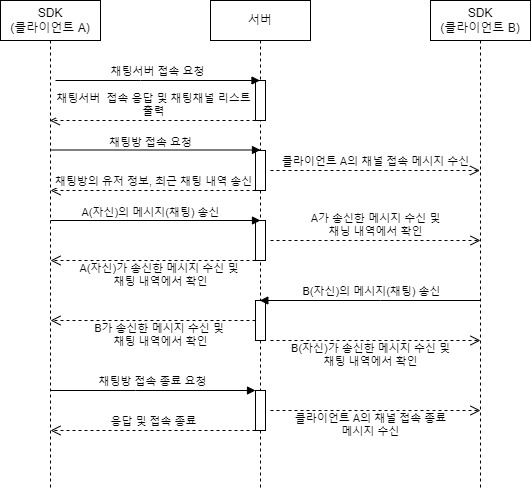 SDK
(클라이언트 A)
서버
SDK
(클라이언트 B)
채팅서버 접속 요청
채팅서버 접속 응답 및 채팅채널 리스트
출력
채팅방 접속 요청
클라이언트 A의 채널 접속 메시지 수신
채팅방의 유저 정보, 최근 채팅 내역 송신
A(자신)의 메시지(채팅) 송신
A가 송신한 메시지 수신 및
채닝 내역에서 확인
A(자신)가 송신한 메시지 수신 및
채팅 내역에서 확인
B(자신)의 메시지(채팅) 송신
B가 송신한 메시지 수신 및
채팅 내역에서 확인
B(자신)가 송신한 메시지 수신 및
채팅 내역에서 확인
채팅방 접속 종료 요청
클라이언트 A의 채널 접속 종료
메시지 수신
응답 및 접속 종료